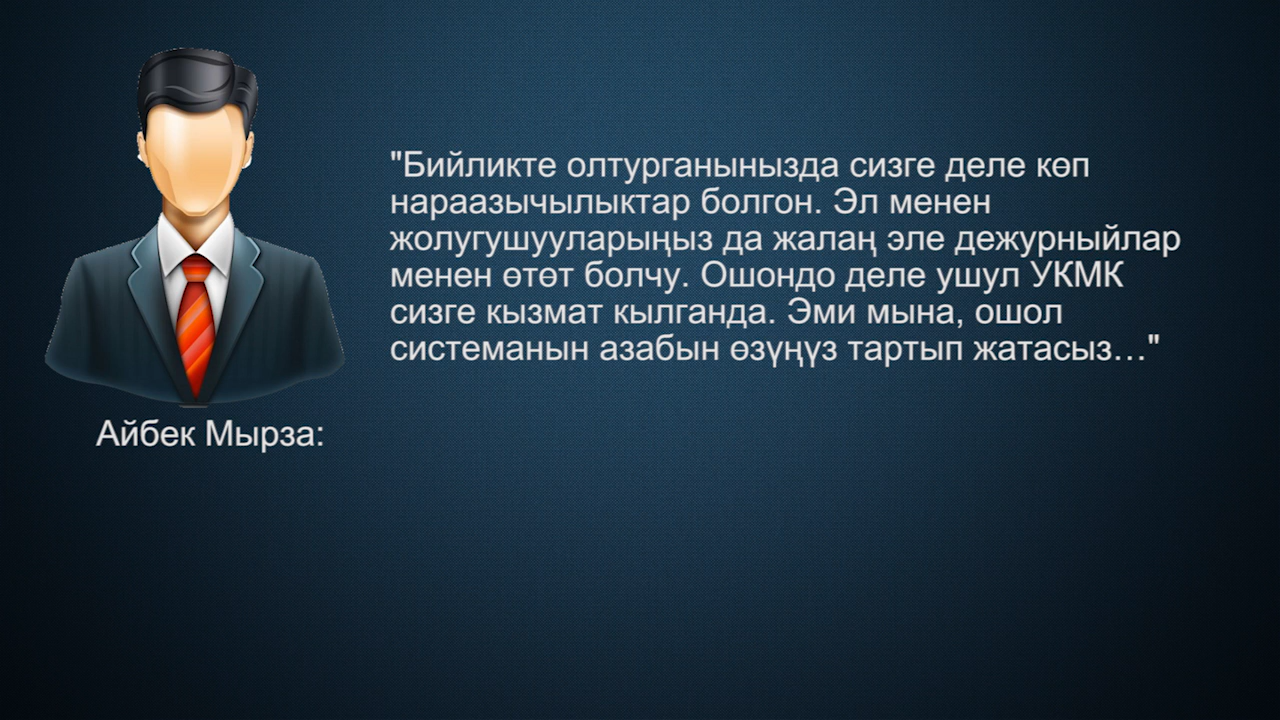 "Бийликте олтурганынызда сизге деле көп
нараазычылыктар болгон. Эл менен
жолугушууларыңыз да жалаң эле дежурныйлар
менен өтөт болчу. Ошондо деле ушул УКМК
сизге кызмат кылганда. Эми мына, ошол
системанын азабын өзүңүз тартып жатасыз…"
Айбек Мырза: